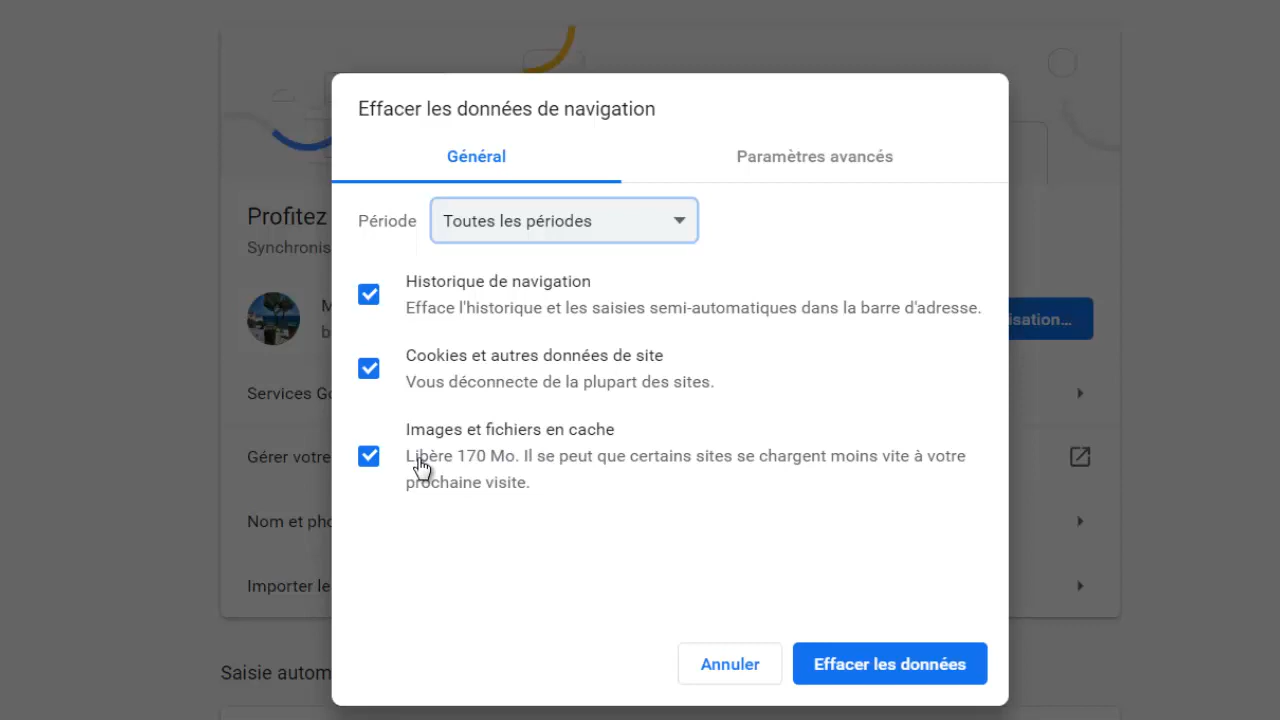 Effacer les données de navigation
Général
Paramètres avancés
Période
Toutes les périodes
Historique de navigation
Efface l'historique et les saisies semi-automatiques dans la barre d'adresse.
Cookies et autres données de site
Vous déconnecte de la plupart des sites.
Images et fichiers en cache
Libère 170 Mo. Il se peut que certains sites se chargent moins vite à votre
prochaine visite.
Annuler
Effacer les données
Profitez
Synchronis
M
b
isation...
Services Go
Gérer votre
Nom et pho
Importer le
Saisie autom